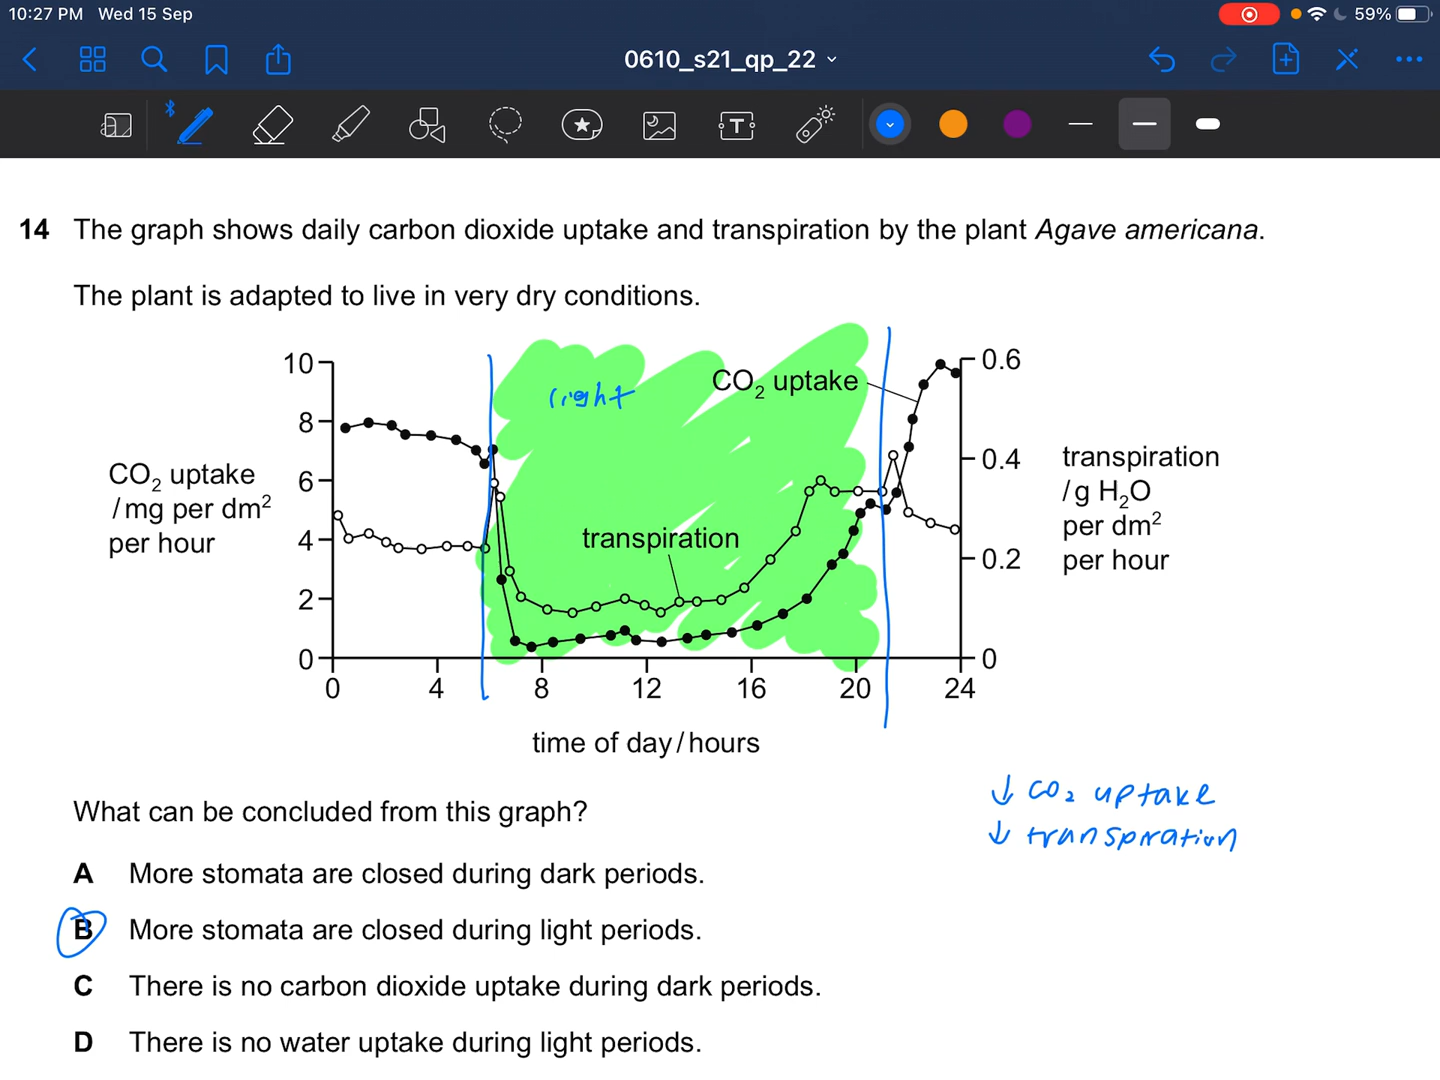 10:27 PM Wed 15 Sep
59%
0610_s21_qp_22
T
14 The graph shows daily carbon dioxide uptake and transpiration by the plant Agave americana.
The plant is adapted to live in very dry conditions.
10
8
6
4
2
0
CO2 uptake
/ mg per dm2
per hour
light
CO2 uptake
transpiration
0.6
0.4
0.2
0
transpiration
/ g H2O
per dm2
per hour
0 4 8 12 16 20 24
time of day / hours
↓ CO2 uptake
↓ transpiration
What can be concluded from this graph?
A More stomata are closed during dark periods.
B More stomata are closed during light periods.
C There is no carbon dioxide uptake during dark periods.
D There is no water uptake during light periods.